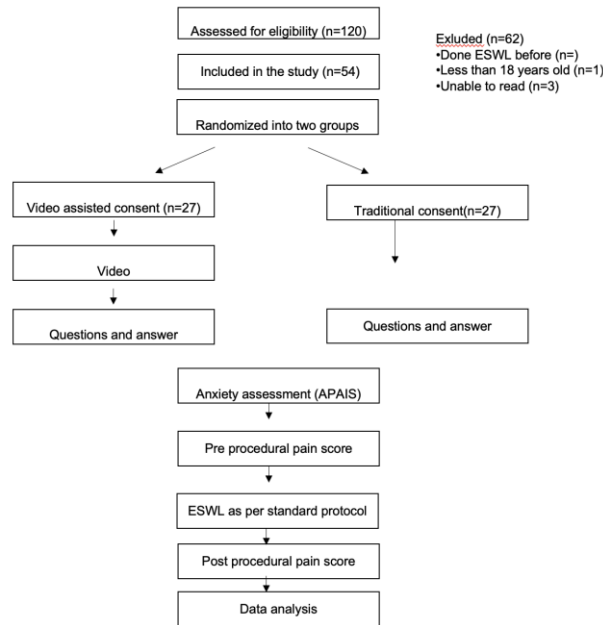 Assessed for eligibility (n=120)
Exluded (n=62)
•Done ESWL before (n=)
•Less than 18 years old (n=1)
•Unable to read (n=3)
Included in the study (n=54)
Randomized into two groups
Video assisted consent (n=27)
Traditional consent(n=27)
Video
Questions and answer
Questions and answer
Anxiety assessment (APAIS)
Pre procedural pain score
ESWL as per standard protocol
Post procedural pain score
Data analysis